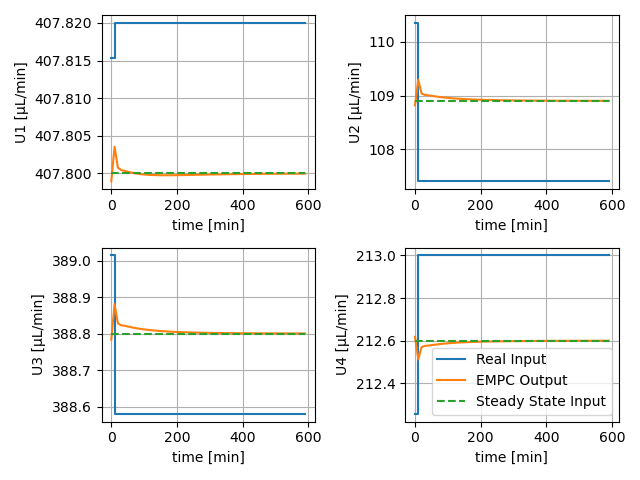 407.820
407.815
407.810
407.805
407.800
U1 [μL/min]
0 200 400 600
time [min]
110
109
108
U2 [μL/min]
0 200 400 600
time [min]
389.0
388.9
388.8
388.7
388.6
U3 [μL/min]
0 200 400 600
time [min]
213.0
212.8
212.6
212.4
U4 [μL/min]
Real Input
EMPC Output
Steady State Input
0 200 400 600
time [min]